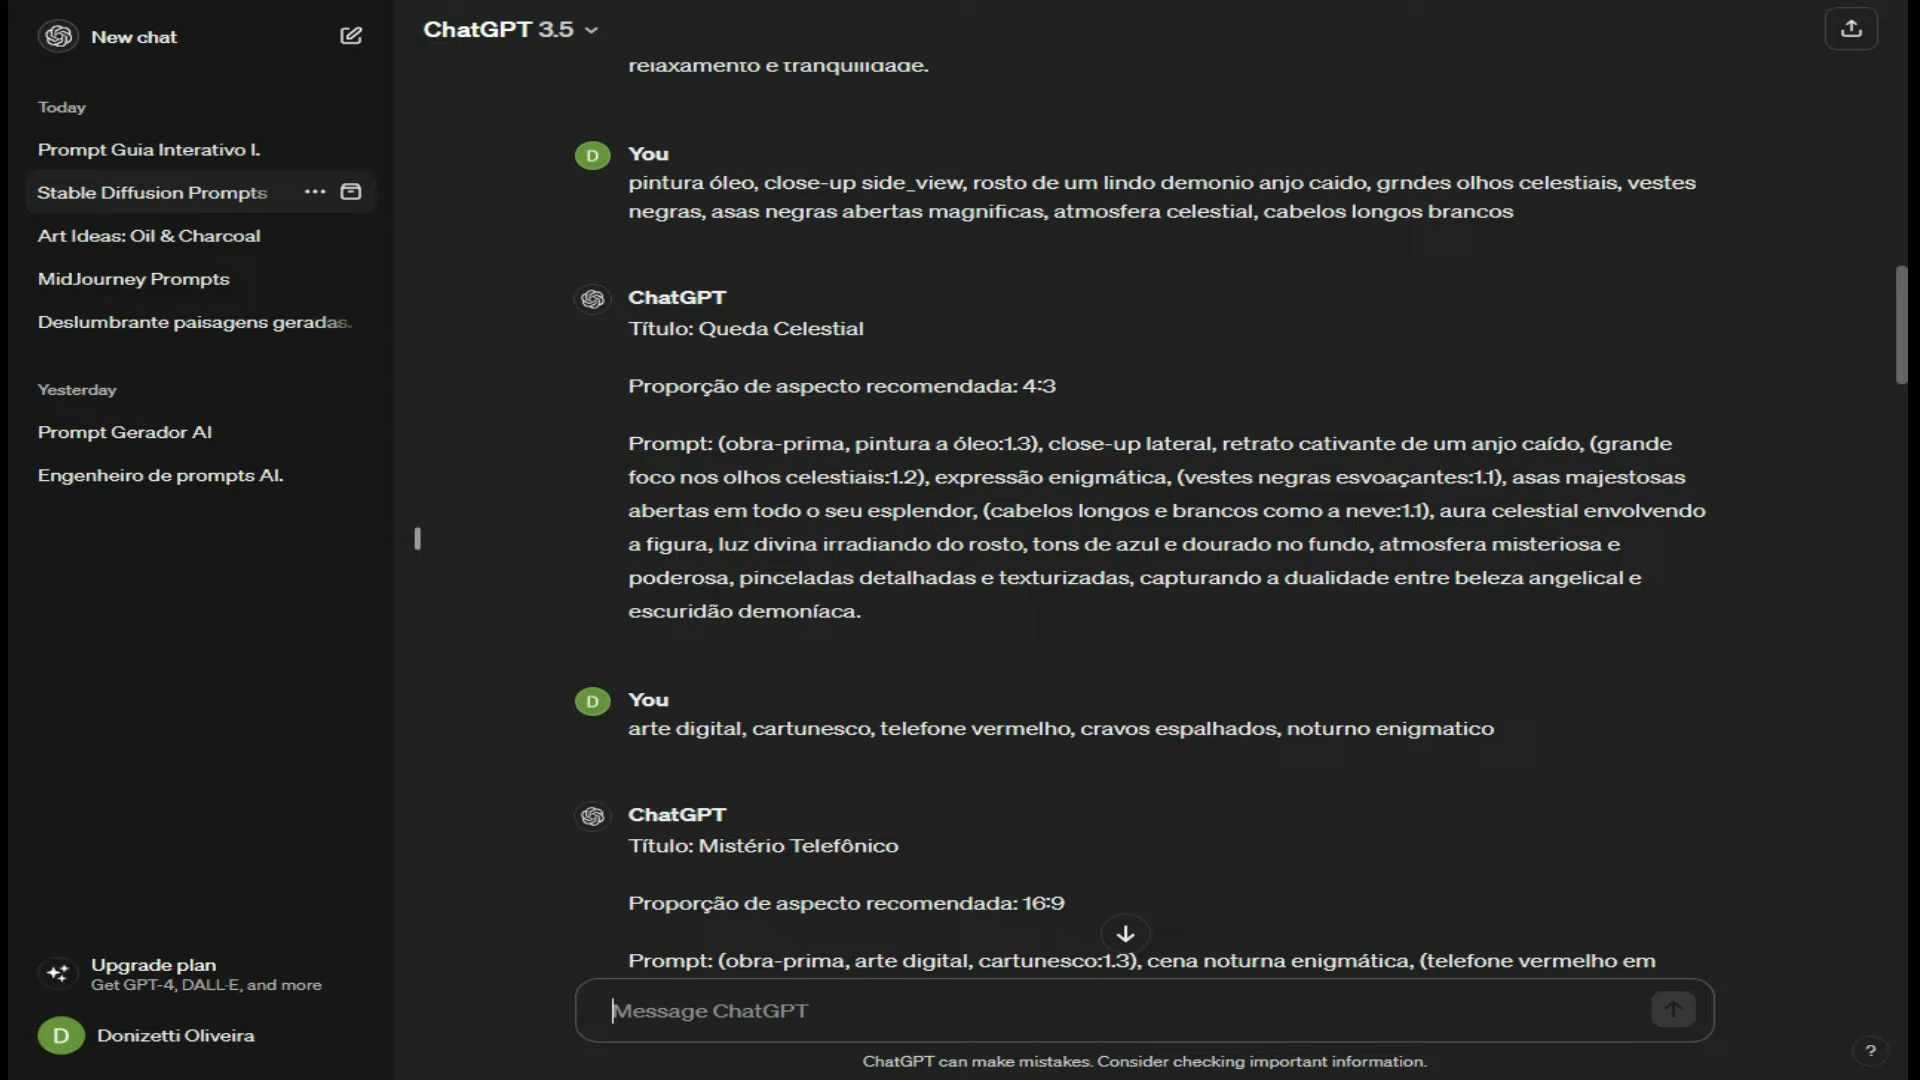 New chat
Today
Prompt Guia Interativo I.
Stable Diffusion Prompts
Art Ideas: Oil & Charcoal
MidJourney Prompts
Deslumbrante paisagens geradas.
Yesterday
Prompt Gerador AI
Engenheiro de prompts AI.
Upgrade plan
Get GPT-4, DALL·E, and more
D
Donizetti Oliveira
ChatGPT 3.5
relaxamento e tranquilidade.
D
You
pintura óleo, close-up side_view, rosto de um lindo demonio anjo caido, grndes olhos celestiais, vestes
negras, asas negras abertas magnificas, atmosfera celestial, cabelos longos brancos
ChatGPT
Título: Queda Celestial
Proporção de aspecto recomendada: 4:3
Prompt: (obra-prima, pintura a óleo:1.3), close-up lateral, retrato cativante de um anjo caído, (grande
foco nos olhos celestiais:1.2), expressão enigmática, (vestes negras esvoaçantes:1.1), asas majestosas
abertas em todo o seu esplendor, (cabelos longos e brancos como a neve:1.1), aura celestial envolvendo
a figura, luz divina irradiando do rosto, tons de azul e dourado no fundo, atmosfera misteriosa e
poderosa, pinceladas detalhadas e texturizadas, capturando a dualidade entre beleza angelical e
escuridão demoníaca.
D
You
arte digital, cartunesco, telefone vermelho, cravos espalhados, noturno enigmatico
ChatGPT
Título: Mistério Telefônico
Proporção de aspecto recomendada: 16:9
Prompt: (obra-prima, arte digital, cartunesco:1.3), cena noturna enigmática, (telefone vermelho em
Message ChatGPT
ChatGPT can make mistakes. Consider checking important information.
?